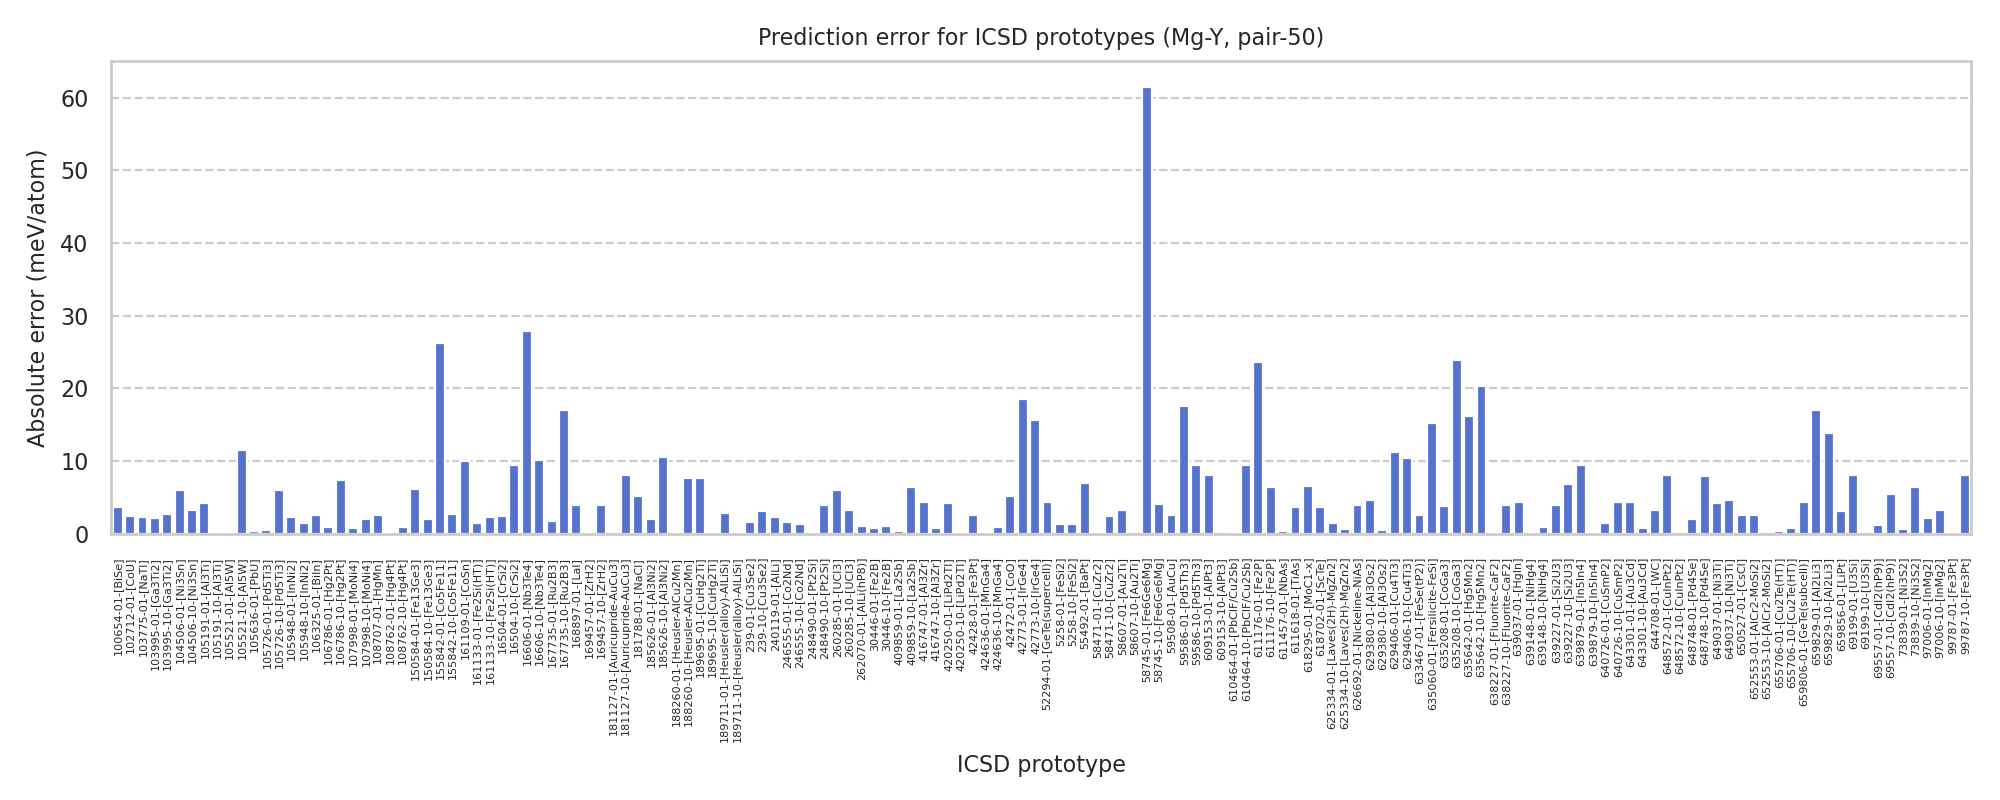 Prediction error for ICSD prototypes (Mg-Y, pair-50)
Absolute error (meV/atom)
60
50
40
30
20
10
0
100654-01-[BiSe]
102712-01-[CoU]
103775-01-[NaTl]
103995-01-[Ga3Ti2]
103995-10-[Ga3Ti2]
104506-01-[Ni3Sn]
104506-10-[Ni3Sn]
105191-01-[Al3Ti]
105191-10-[Al3Ti]
105521-01-[Al5W]
105521-10-[Al5W]
105636-01-[PbU]
105726-01-[Pd5Ti3]
105726-10-[Pd5Ti3]
105948-01-[InNi2]
105948-10-[InNi2]
106325-01-[BiIn]
106786-01-[Hg2Pt]
106786-10-[Hg2Pt]
107998-01-[MoNi4]
107998-10-[MoNi4]
108707-01-[HgMn]
108762-01-[Hg4Pt]
108762-10-[Hg4Pt]
150584-01-[Fe13Ge3]
150584-10-[Fe13Ge3]
155842-01-[Co5Fe11]
155842-10-[Co5Fe11]
161109-01-[CoSn]
161133-01-[Fe2Si(HT)]
161133-10-[Fe2Si(HT)]
16504-01-[CrSi2]
16504-10-[CrSi2]
16606-01-[Nb3Te4]
16606-10-[Nb3Te4]
167735-01-[Ru2B3]
167735-10-[Ru2B3]
168897-01-[LaI]
169457-01-[ZrH2]
169457-10-[ZrH2]
181127-01-[Auricupride-AuCu3]
181127-10-[Auricupride-AuCu3]
181788-01-[NaCl]
185626-01-[Al3Ni2]
185626-10-[Al3Ni2]
188260-01-[Heusler-AlCu2Mn]
188260-10-[Heusler-AlCu2Mn]
189695-01-[CuHg2Ti]
189695-10-[CuHg2Ti]
189711-01-[Heusler(alloy)-AlLiSi]
189711-10-[Heusler(alloy)-AlLiSi]
239-01-[Cu3Se2]
239-10-[Cu3Se2]
240119-01-[AlLi]
246555-01-[Co2Nd]
246555-10-[Co2Nd]
248490-01-[Pt2Si]
248490-10-[Pt2Si]
260285-01-[UCl3]
260285-10-[UCl3]
262070-01-[AlLi(hP8)]
30446-01-[Fe2B]
30446-10-[Fe2B]
409859-01-[La2Sb]
409859-10-[La2Sb]
416747-01-[Al3Zr]
416747-10-[Al3Zr]
420250-01-[LiPd2Tl]
420250-10-[LiPd2Tl]
42428-01-[Fe3Pt]
424636-01-[MnGa4]
424636-10-[MnGa4]
42472-01-[CoO]
42773-01-[IrGe4]
42773-10-[IrGe4]
52294-01-[GeTe(supercell)]
5258-01-[FeSi2]
5258-10-[FeSi2]
55492-01-[BaPt]
58471-01-[CuZr2]
58471-10-[CuZr2]
58607-01-[Au2Ti]
58607-10-[Au2Ti]
58745-01-[Fe6Ge6Mg]
58745-10-[Fe6Ge6Mg]
59508-01-[AuCu]
59586-01-[Pd5Th3]
59586-10-[Pd5Th3]
609153-01-[AlPt3]
609153-10-[AlPt3]
610464-01-[PbClF/Cu2Sb]
610464-10-[PbClF/Cu2Sb]
611176-01-[Fe2P]
611176-10-[Fe2P]
611457-01-[NbAs]
611618-01-[TiAs]
618295-01-[MoC1-x]
618702-01-[ScTe]
625334-01-[Laves(2H)-MgZn2]
625334-10-[Laves(2H)-MgZn2]
626692-01-[Nickeline-NiAs]
629380-01-[Al3Os2]
629380-10-[Al3Os2]
629406-01-[Cu4Ti3]
629406-10-[Cu4Ti3]
633467-01-[FeSe(tP2)]
635060-01-[Fersilicite-FeSi]
635208-01-[CoGa3]
635208-10-[CoGa3]
635642-01-[Hg5Mn2]
635642-10-[Hg5Mn2]
638227-01-[Fluorite-CaF2]
638227-10-[Fluorite-CaF2]
639037-01-[HgIn]
639148-01-[NiHg4]
639148-10-[NiHg4]
639227-01-[Si2U3]
639227-10-[Si2U3]
639879-01-[In5In4]
639879-10-[In5In4]
640726-01-[CuSmP2]
640726-10-[CuSmP2]
643301-01-[Au3Cd]
643301-10-[Au3Cd]
644708-01-[WC]
648572-01-[CuInPt2]
648572-10-[CuInPt2]
648748-01-[Pd4Se]
648748-10-[Pd4Se]
649037-01-[Ni3Ti]
649037-10-[Ni3Ti]
650527-01-[CsCl]
652553-01-[AlCr2-MoSi2]
652553-10-[AlCr2-MoSi2]
655706-01-[Cu2Te(HT)]
655706-10-[Cu2Te(HT)]
659806-01-[GeTe(subcell)]
659829-01-[Al2Li3]
659829-10-[Al2Li3]
659856-01-[LiPt]
69199-01-[U3Si]
69199-10-[U3Si]
69557-01-[CdI2(hP9)]
69557-10-[CdI2(hP9)]
73839-01-[Ni3S2]
73839-10-[Ni3S2]
97006-01-[InMg2]
97006-10-[InMg2]
99787-01-[Fe3Pt]
99787-10-[Fe3Pt]
ICSD prototype